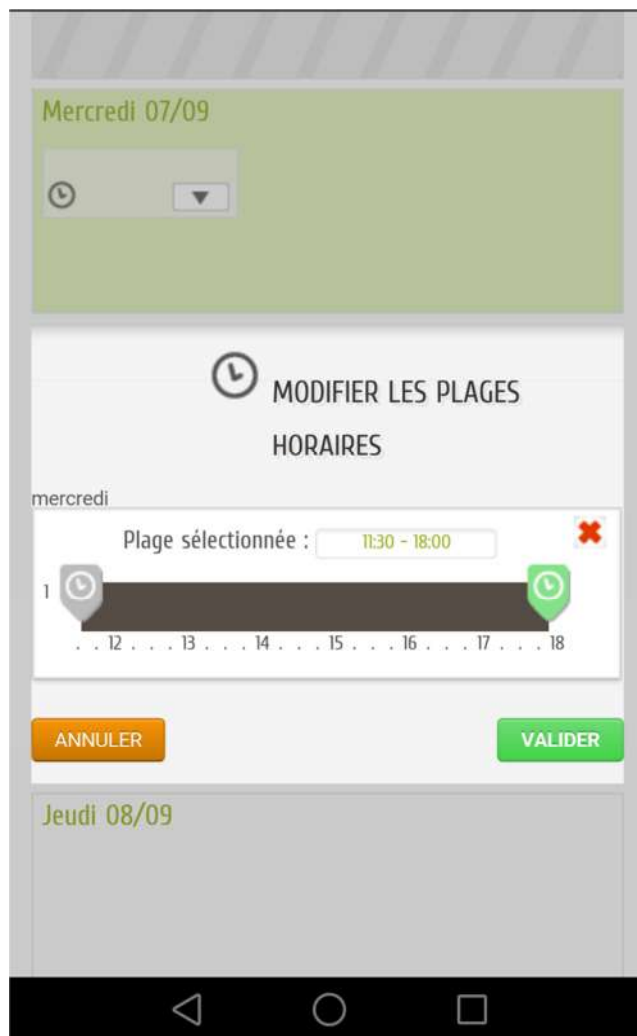 Mercredi 07/09
MODIFIER LES PLAGES
HORAIRES
mercredi
Plage sélectionnée : 11:30 - 18:00
1
. . 12 . . . 13 . . . 14 . . . 15 . . . 16 . . . 17 . . . 18
ANNULER VALIDER
Jeudi 08/09